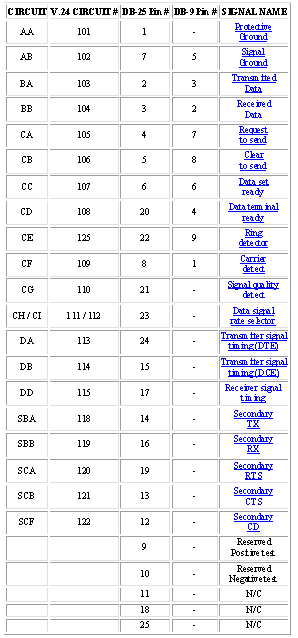 CIRCUIT V.24 CIRCUIT # DB-25 Pin # DB-9 Pin # SIGNAL NAME
AA 101 1 - Protective Ground
AB 102 7 5 Signal Ground
BA 103 2 3 Transmitted Data
BB 104 3 2 Received Data
CA 105 4 7 Request to send
CB 106 5 8 Clear to send
CC 107 6 6 Data set ready
CD 108 20 4 Data terminal ready
CE 125 22 9 Ring detector
CF 109 8 1 Carrier detect
CG 110 21 - Signal quality detect
CH / CI 111 / 112 23 - Data signal rate selector
DA 113 24 - Transmitter signal timing (DTE)
DB 114 15 - Transmitter signal timing (DCE)
DD 115 17 - Receiver signal timing
SBA 118 14 - Secondary TX
SBB 119 16 - Secondary RX
SCA 120 19 - Secondary RTS
SCB 121 13 - Secondary CTS
SCF 122 12 - Secondary CD
9 - Reserved Positive test
10 - Reserved Negative test
11 - N/C
18 - N/C
25 - N/C